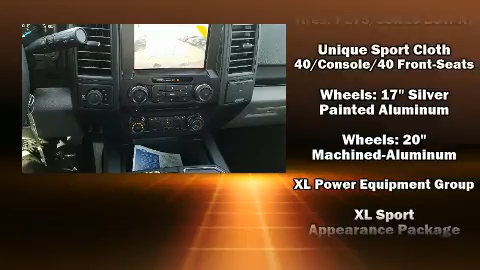 Unique Sport Cloth
40/Console/40 Front-Seats
Wheels: 17" Silver
Painted Aluminum
Wheels: 20"
Machined-Aluminum
XL Power Equipment Group
XL Sport
Appearance Package